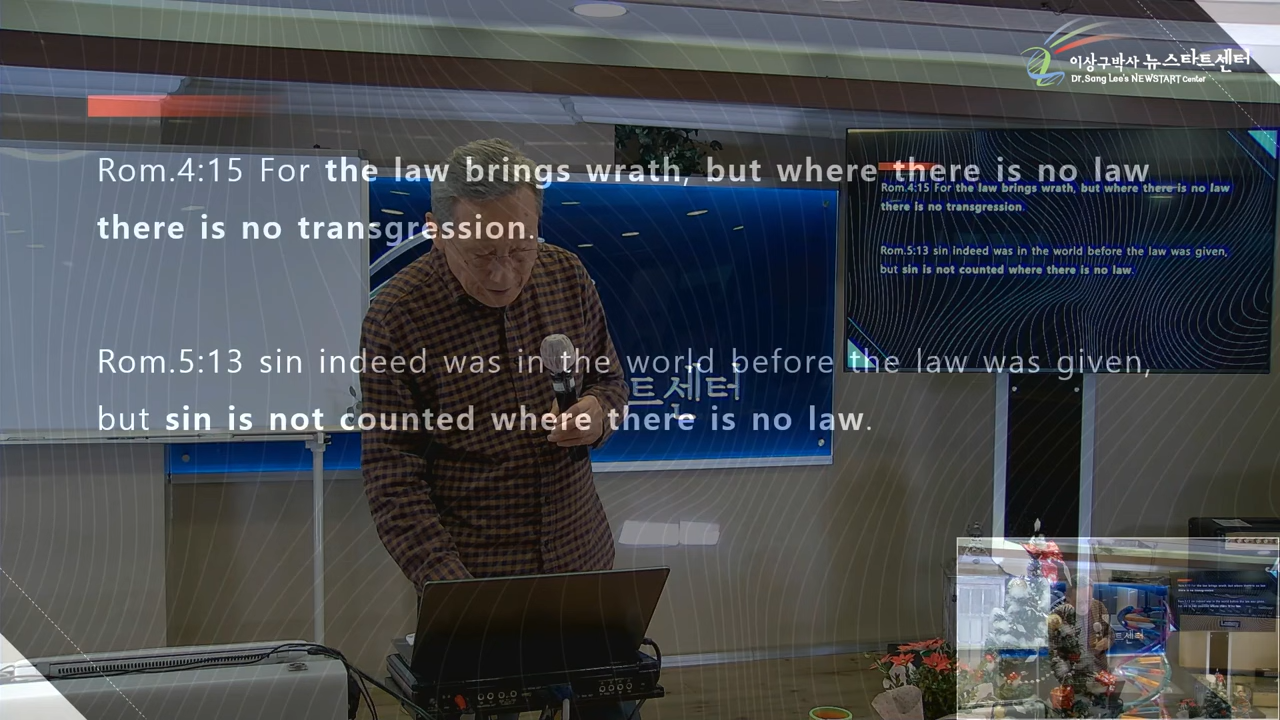 이상구박사 뉴스타트센터
Dr.Sang Lee's NEWSTART Center
Rom.4:15 For the law brings wrath, but where there is no law
there is no transgression.
Rom.5:13 sin indeed was in the world before the law was given,
but sin is not counted where there is no law.
Rom.4:15 For the law brings wrath, but where there is no law
there is no transgression.
Rom.5:13 sin indeed was in the world before the law was given,
but sin is not counted where there is no law.
트센터